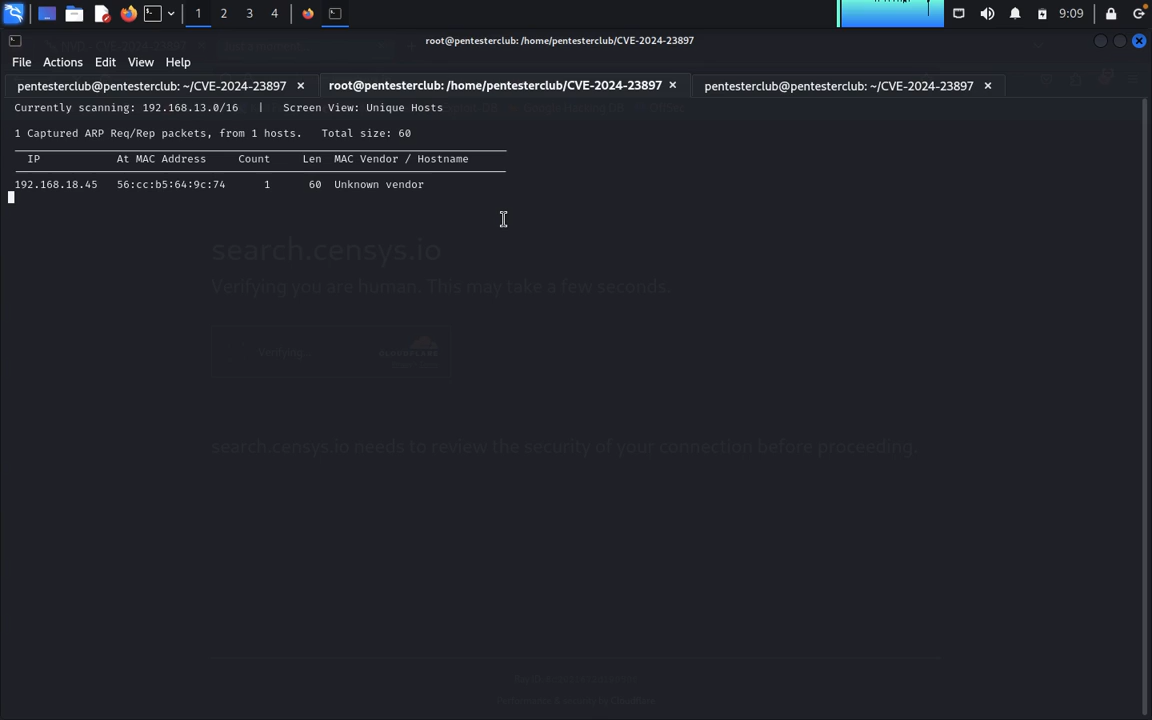 1 2 3 4 9:09
root@pentesterclub: /home/pentesterclub/CVE-2024-23897
File Actions Edit View Help
pentesterclub@pentesterclub: ~/CVE-2024-23897 × root@pentesterclub: /home/pentesterclub/CVE-2024-23897 × pentesterclub@pentesterclub: ~/CVE-2024-23897 ×
Currently scanning: 192.168.13.0/16 | Screen View: Unique Hosts
1 Captured ARP Req/Rep packets, from 1 hosts. Total size: 60
IP At MAC Address Count Len MAC Vendor / Hostname
192.168.18.45 56:cc:b5:64:9c:74 1 60 Unknown vendor
search.censys.io
Verifying you are human. This may take a few seconds.
Verifying...
CLOUDFLARE
search.censys.io needs to review the security of your connection before proceeding.
Performance & security by Cloudflare